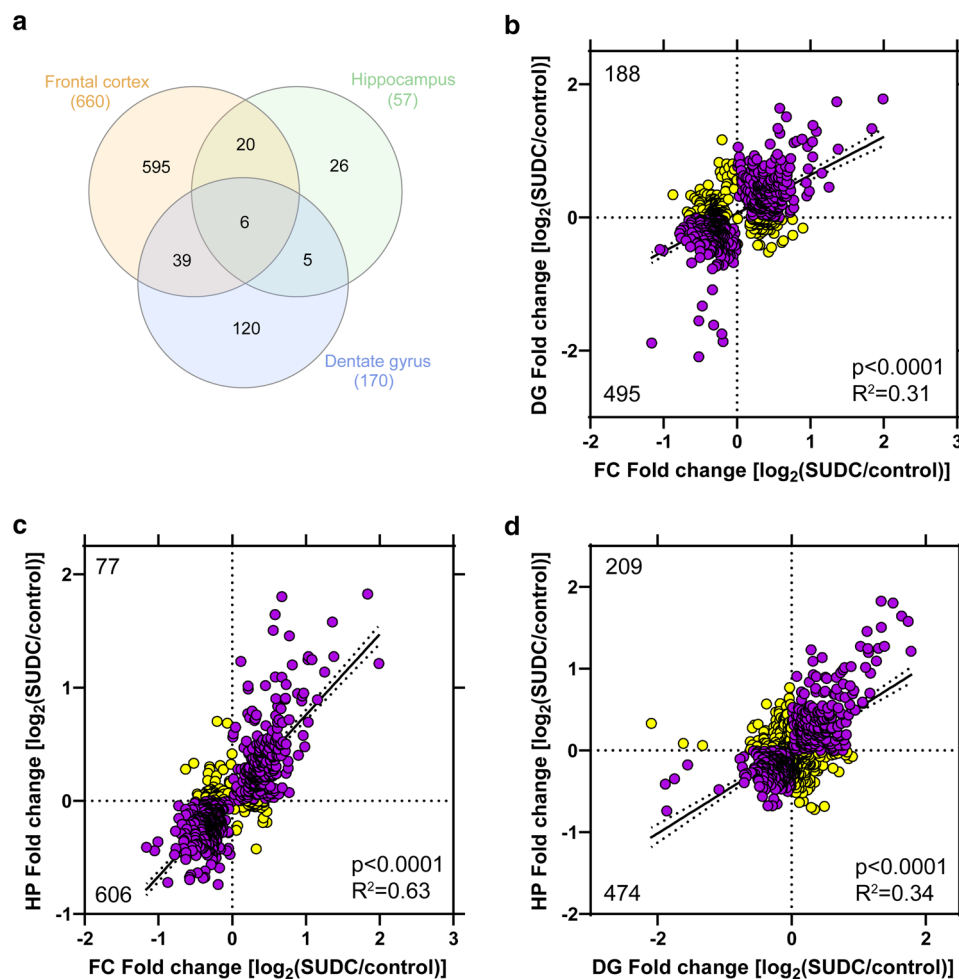 a
Frontal cortex
(660)
Hippocampus
(57)
595
20
26
6
39
5
120
Dentate gyrus
(170)
b
DG Fold change [log2(SUDC/control)]
2
0
-2
188
495
p<0.0001
R²=0.31
-2 -1 0 1 2 3
FC Fold change [log2(SUDC/control)]
c
HP Fold change [log2(SUDC/control)]
2
1
0
-1
77
606
p<0.0001
R²=0.63
-2 -1 0 1 2 3
FC Fold change [log2(SUDC/control)]
d
HP Fold change [log2(SUDC/control)]
2
1
0
-1
-2
209
474
p<0.0001
R²=0.34
-2 0 2
DG Fold change [log2(SUDC/control)]